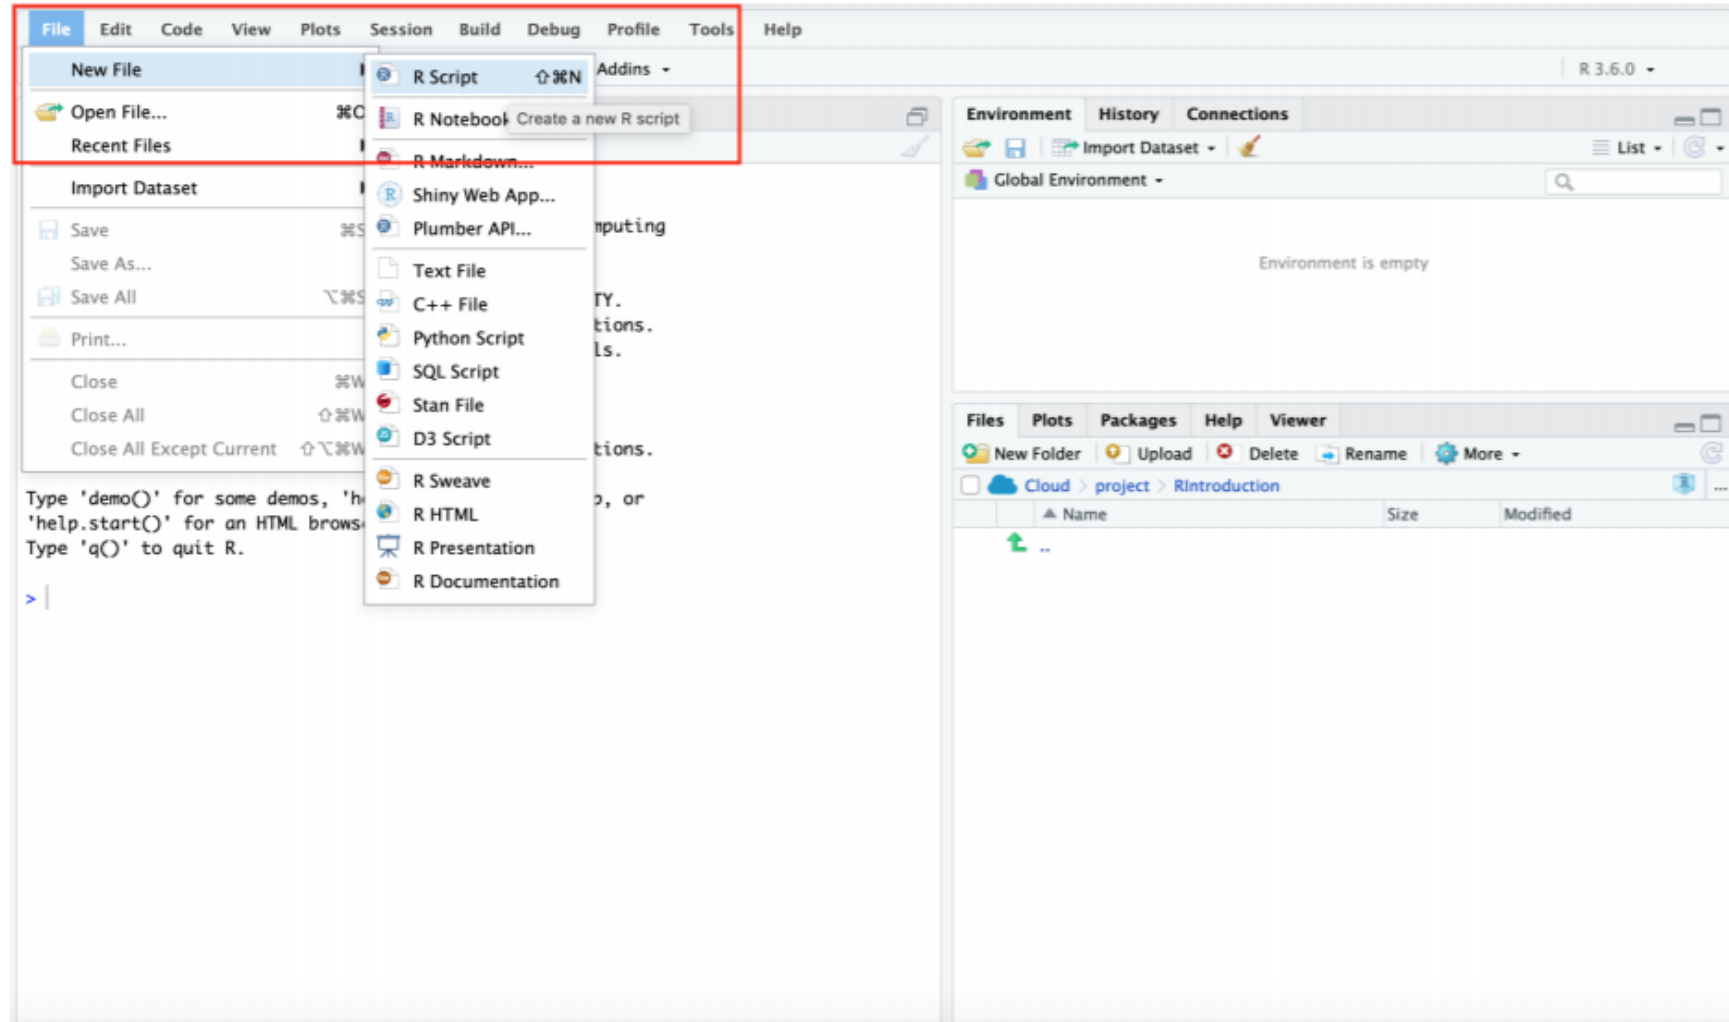 File Edit Code View Plots Session Build Debug Profile Tools Help
New File
R Script ⇧⌘N
Addins
R 3.6.0
Open File...
Recent Files
Import Dataset
Save ⌘S
Save As...
Save All ⌥⌘S
Print...
Close ⌘W
Close All ⇧⌘W
Close All Except Current ⇧⌥⌘W
R Notebook
Create a new R script
R Markdown...
Shiny Web App...
Plumber API...
Text File
C++ File
Python Script
SQL Script
Stan File
D3 Script
R Sweave
R HTML
R Presentation
R Documentation
mputing
TY.
tions.
ls.
tions.
Type 'demo()' for some demos, 'h
p, or
'help.start()' for an HTML brows
Type 'q()' to quit R.
>
Environment History Connections
Import Dataset
List
Global Environment
Environment is empty
Files Plots Packages Help Viewer
New Folder Upload Delete Rename More
Cloud > project > RIntroduction ...
Name Size Modified
..